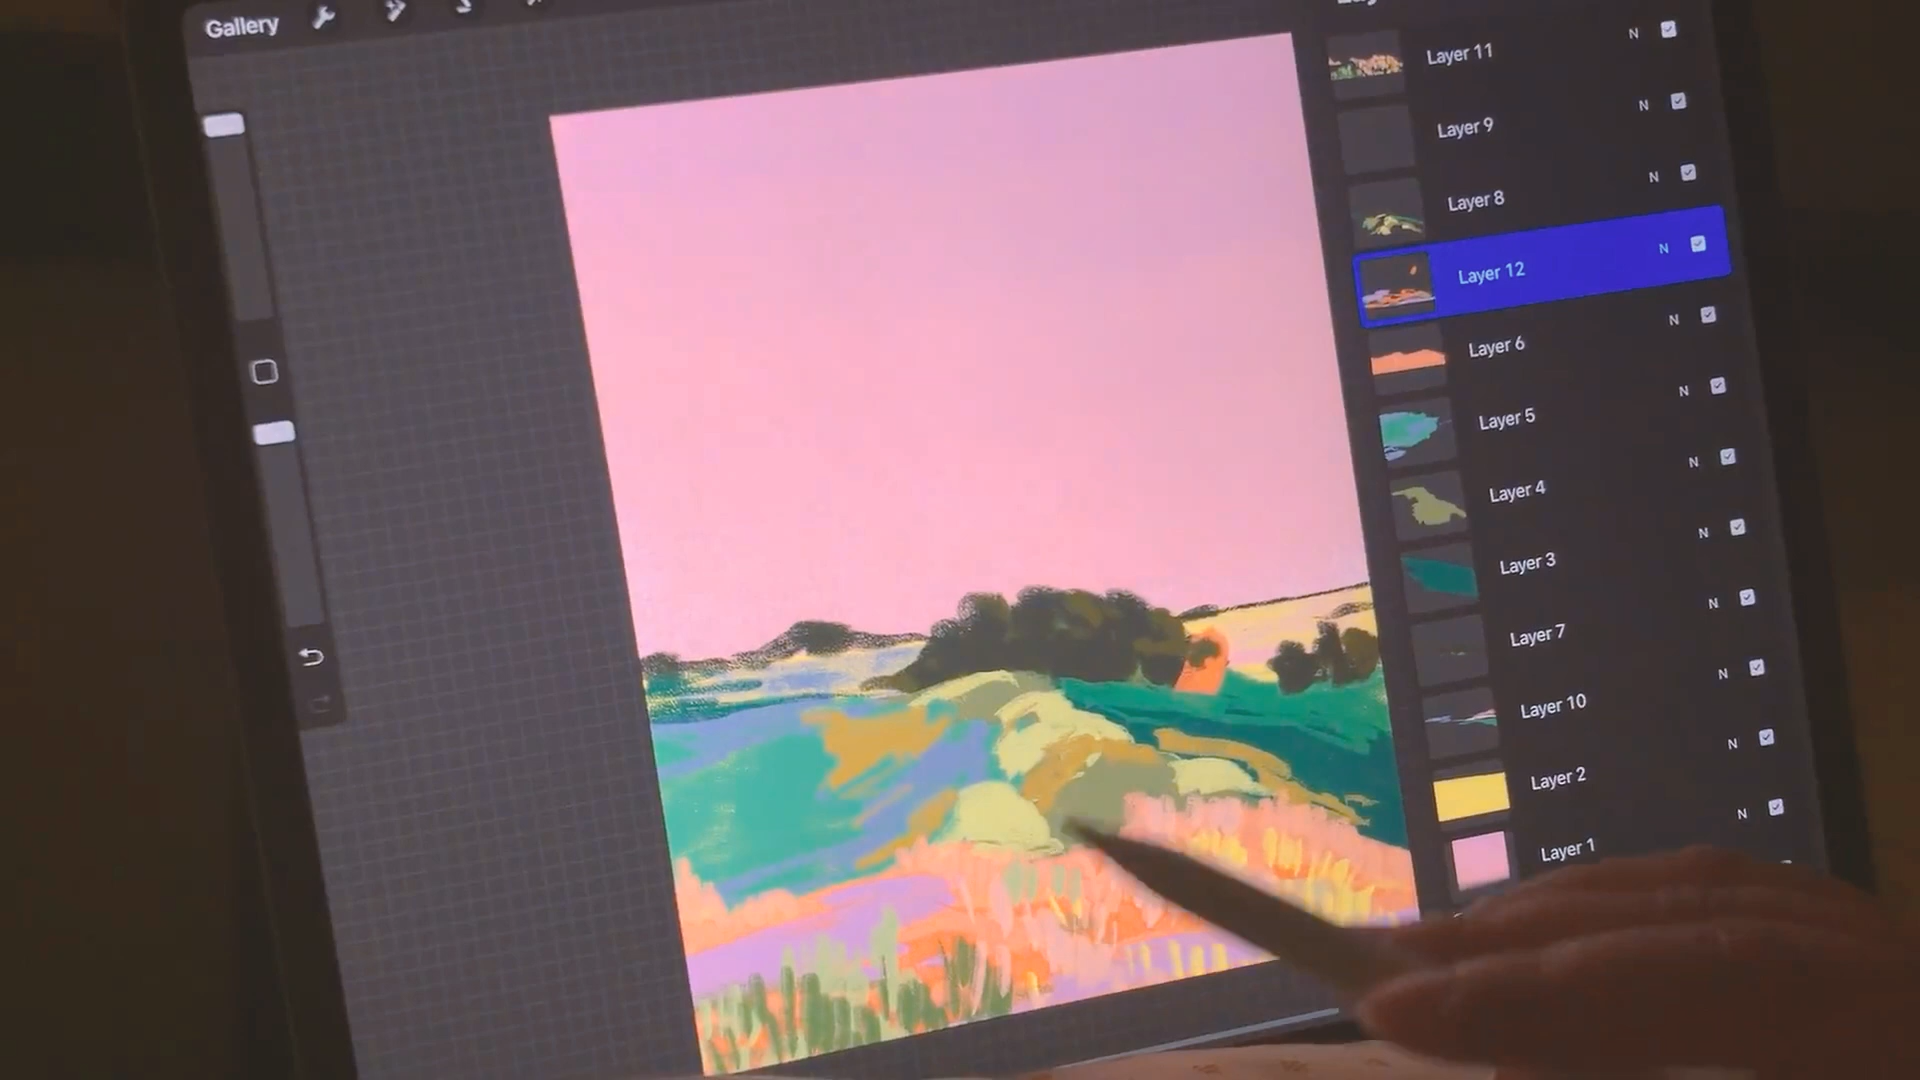 Gallery
Layer 11 N
Layer 9 N
Layer 8 N
Layer 12 N
Layer 6 N
Layer 5 N
Layer 4 N
Layer 3 N
Layer 7 N
Layer 10 N
Layer 2 N
Layer 1 N